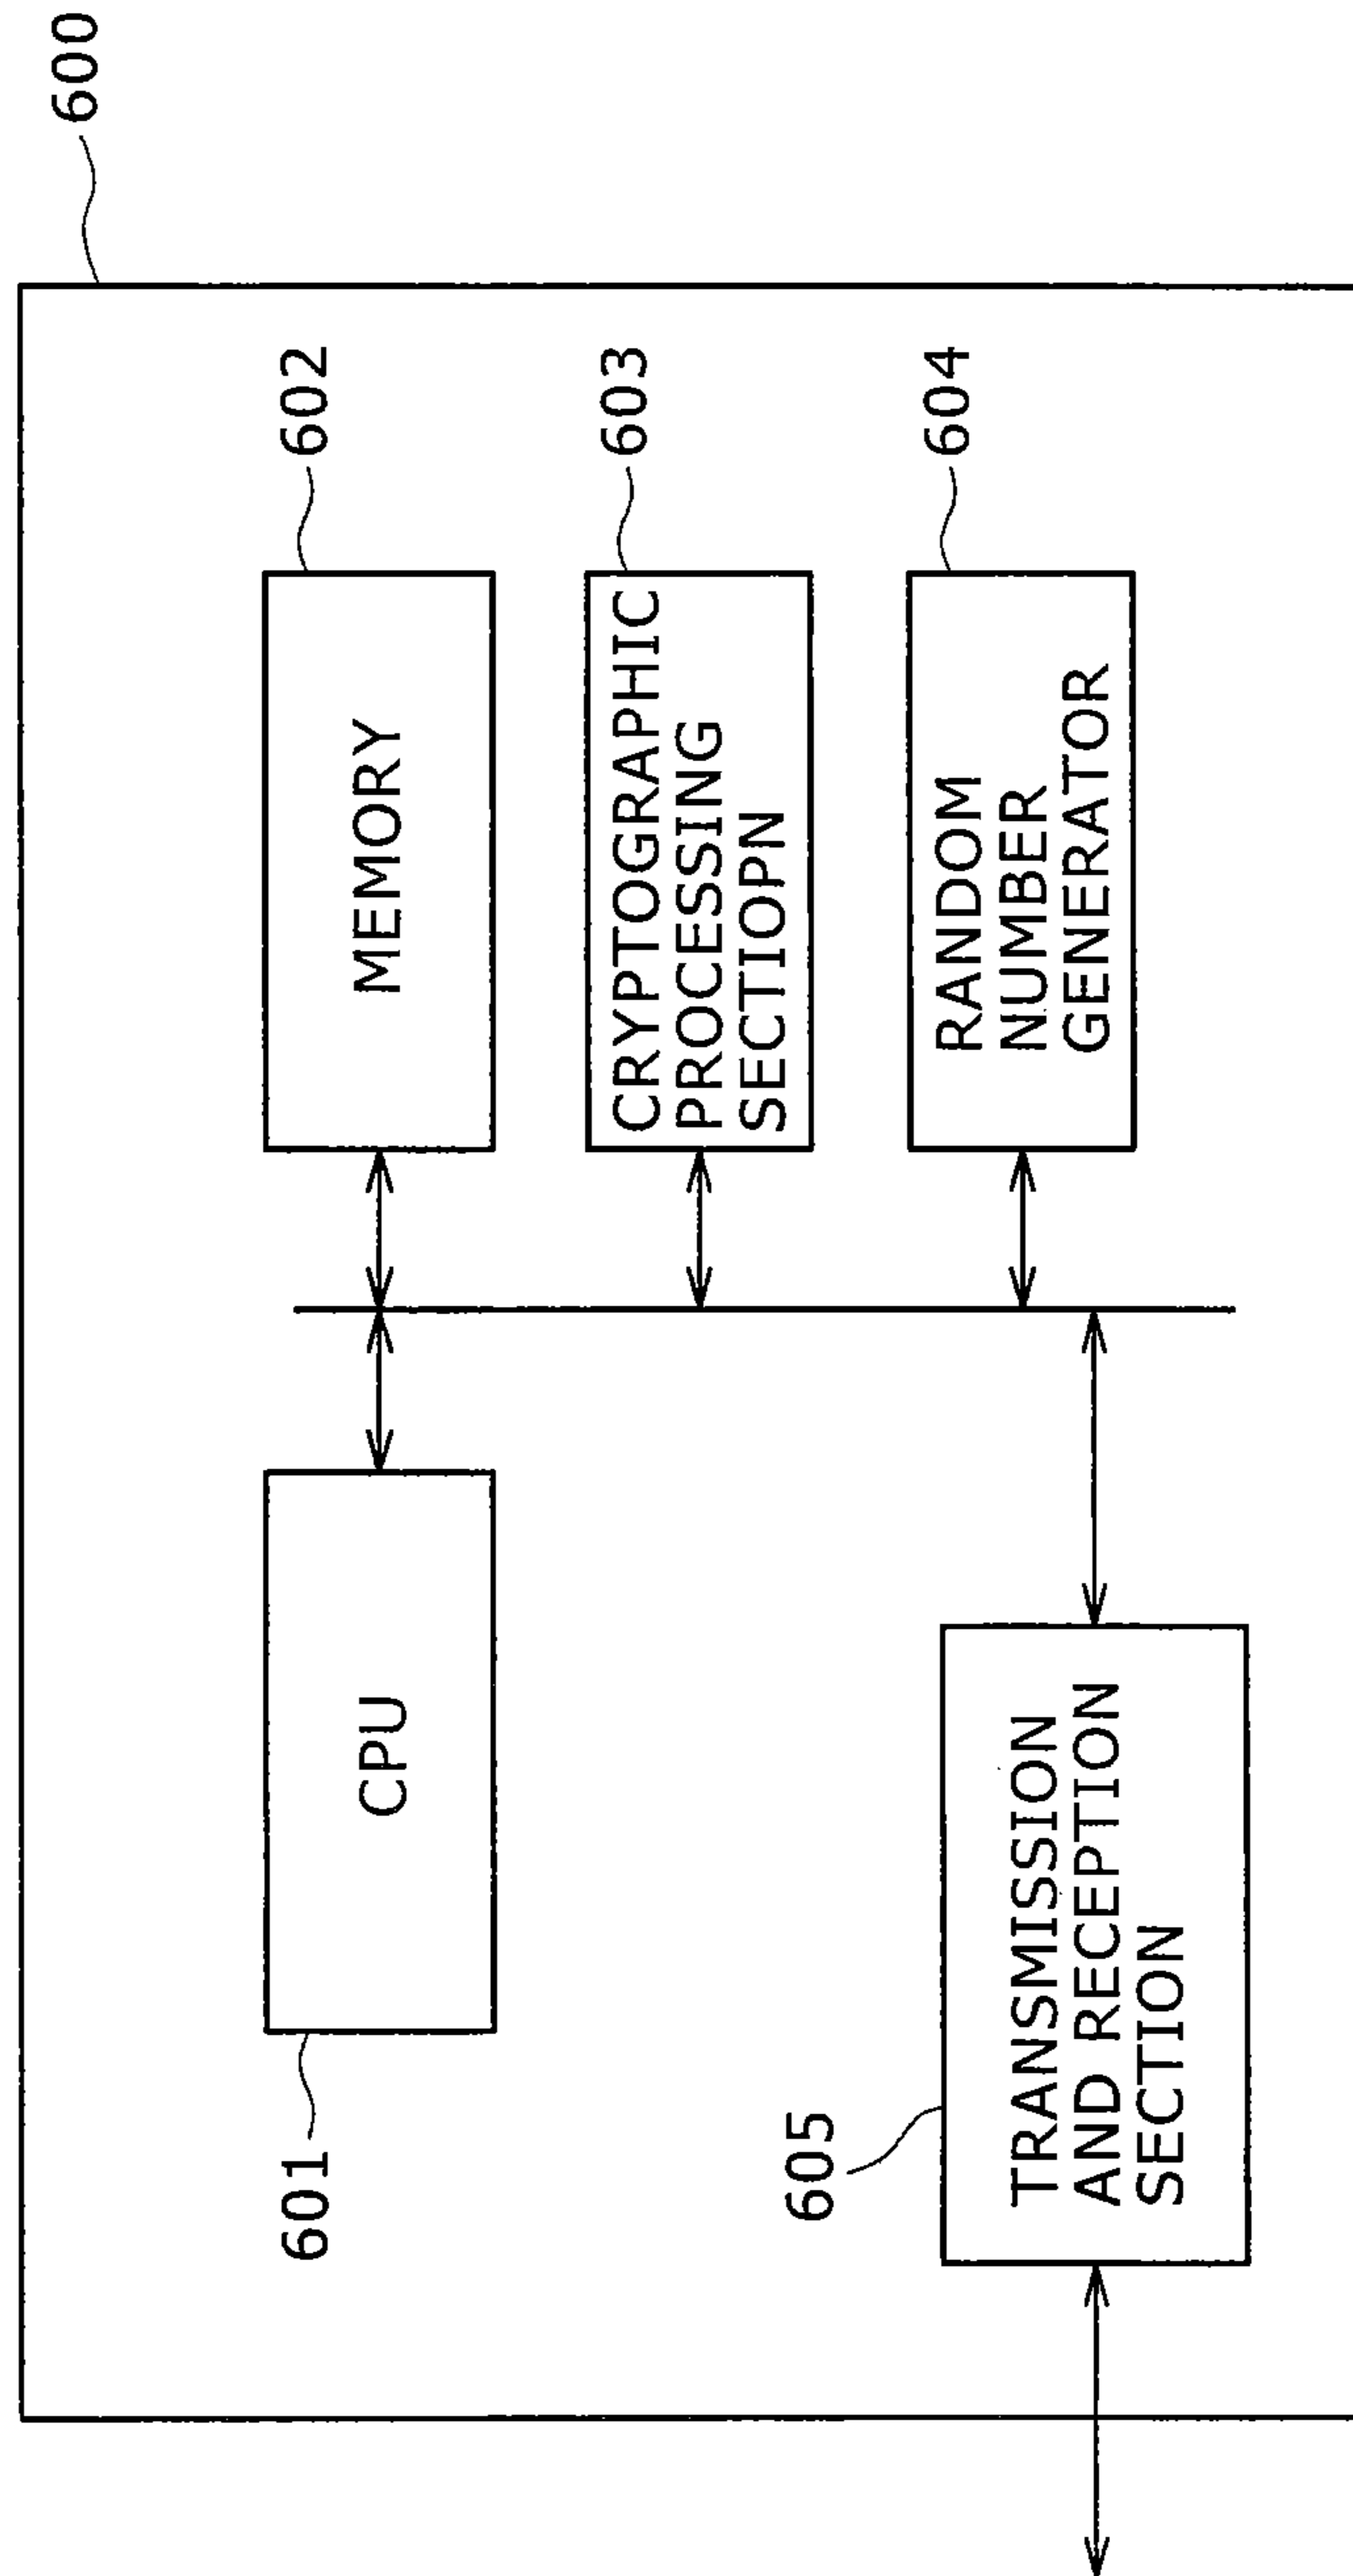 600
601
CPU
MEMORY
602
CRYPTOGRAPHIC
PROCESSING
SECTIOPN
603
605
TRANSMISSION
AND RECEPTION
SECTION
RANDOM
NUMBER
GENERATOR
604